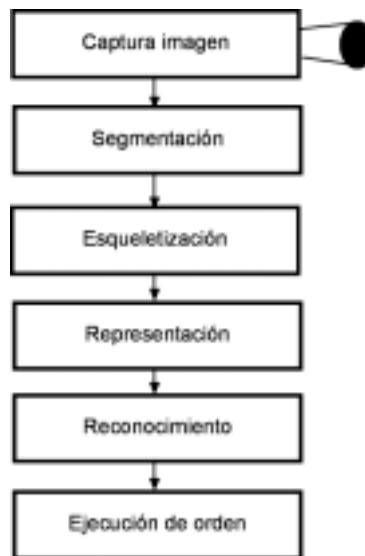 Captura imagen
Segmentación
Esqueletización
Representación
Reconocimiento
Ejecución de orden